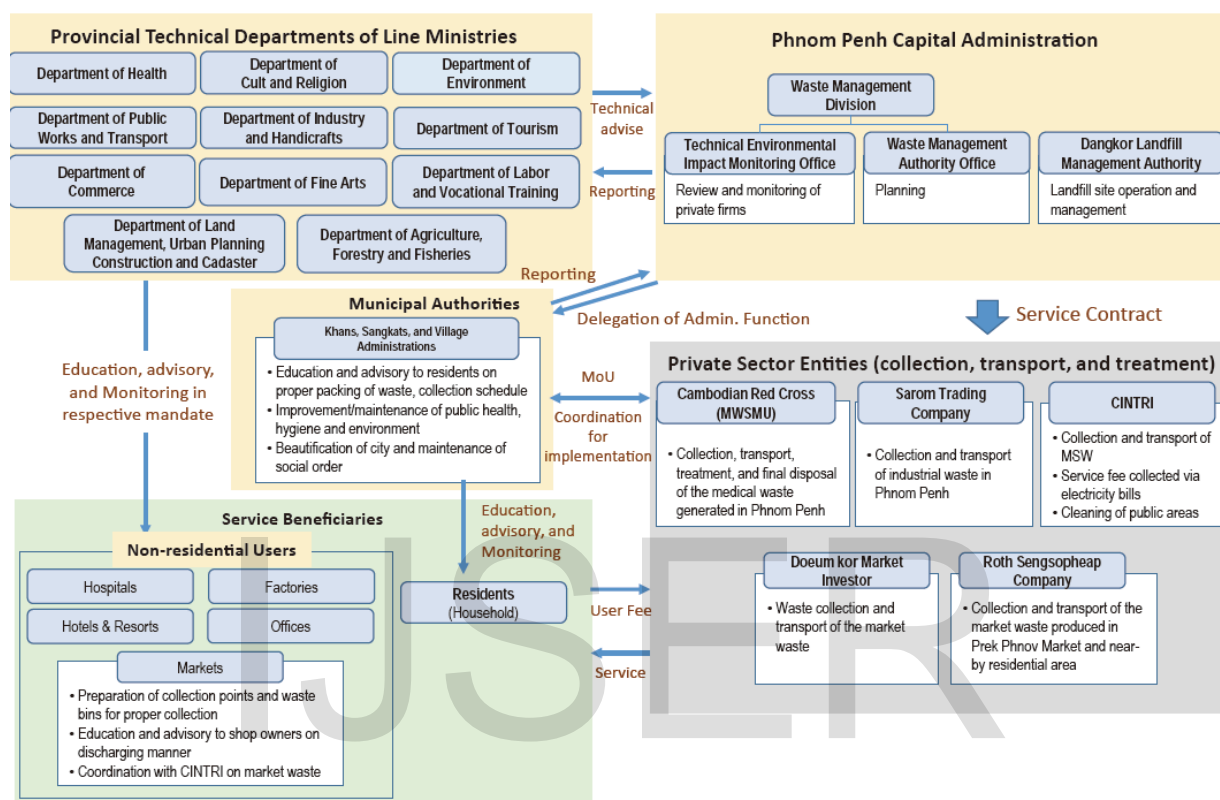 Provincial Technical Departments of Line Ministries
Department of Health
Department of
Cult and Religion
Department of
Environment
Department of Public
Works and Transport
Department of Industry
and Handicrafts
Department of Tourism
Department of
Commerce
Department of Fine Arts
Department of Labor
and Vocational Training
Department of Land
Management, Urban Planning
Construction and Cadaster
Department of Agriculture,
Forestry and Fisheries
Technical
advise
Reporting
Phnom Penh Capital Administration
Waste Management
Division
Technical Environmental
Impact Monitoring Office
Review and monitoring of
private firms
Waste Management
Authority Office
Planning
Dangkor Landfill
Management Authority
Landfill site operation and
management
Reporting
Delegation of Admin. Function
Service Contract
Municipal Authorities
Khans, Sangkats, and Village
Administrations
• Education and advisory to residents on
proper packing of waste, collection schedule
• Improvement/maintenance of public health,
hygiene and environment
• Beautification of city and maintenance of
social order
Education, advisory,
and Monitoring in
respective mandate
MoU
Coordination
for
implementation
Private Sector Entities (collection, transport, and treatment)
Cambodian Red Cross
(MWSMU)
• Collection, transport,
treatment, and final disposal
of the medical waste
generated in Phnom Penh
Sarom Trading
Company
• Collection and transport
of industrial waste in
Phnom Penh
CINTRI
• Collection and transport of
MSW
• Service fee collected via
electricity bills
• Cleaning of public areas
Doeum kor Market
Investor
• Waste collection and
transport of the market
waste
Roth Sengsopheap
Company
• Collection and transport of the
market waste produced in
Prek Phnov Market and near-
by residential area
Education,
advisory, and
Monitoring
Service Beneficiaries
Non-residential Users
Hospitals
Factories
Hotels & Resorts
Offices
Markets
• Preparation of collection points and waste
bins for proper collection
• Education and advisory to shop owners on
discharging manner
• Coordination with CINTRI on market waste
Residents
(Household)
User Fee
Service
IJSER